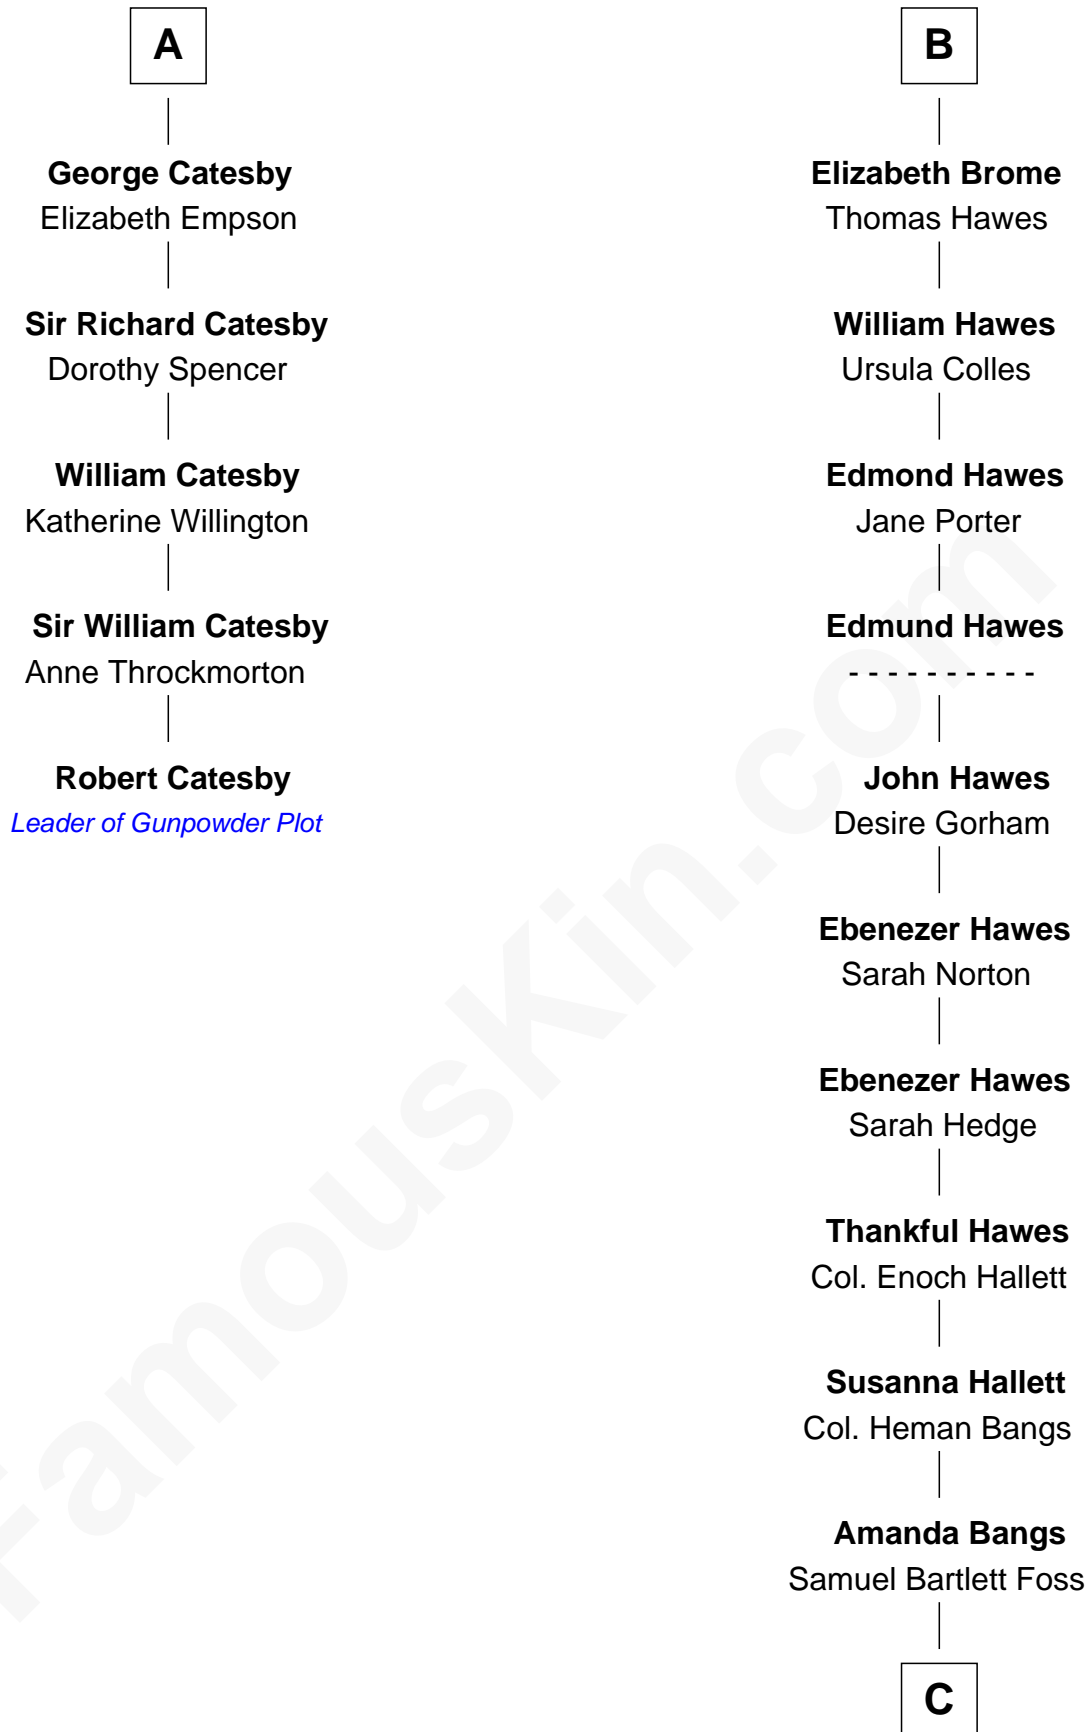 A
George Catesby
Elizabeth Empson
Sir Richard Catesby
Dorothy Spencer
William Catesby
Katherine Willington
Sir William Catesby
Anne Throckmorton
Robert Catesby
Leader of Gunpowder Plot
B
Elizabeth Brome
Thomas Hawes
William Hawes
Ursula Colles
Edmond Hawes
Jane Porter
Edmund Hawes
- - - - - - - - - -
John Hawes
Desire Gorham
Ebenezer Hawes
Sarah Norton
Ebenezer Hawes
Sarah Hedge
Thankful Hawes
Col. Enoch Hallett
Susanna Hallett
Col. Heman Bangs
Amanda Bangs
Samuel Bartlett Foss
C
FamousKin.com